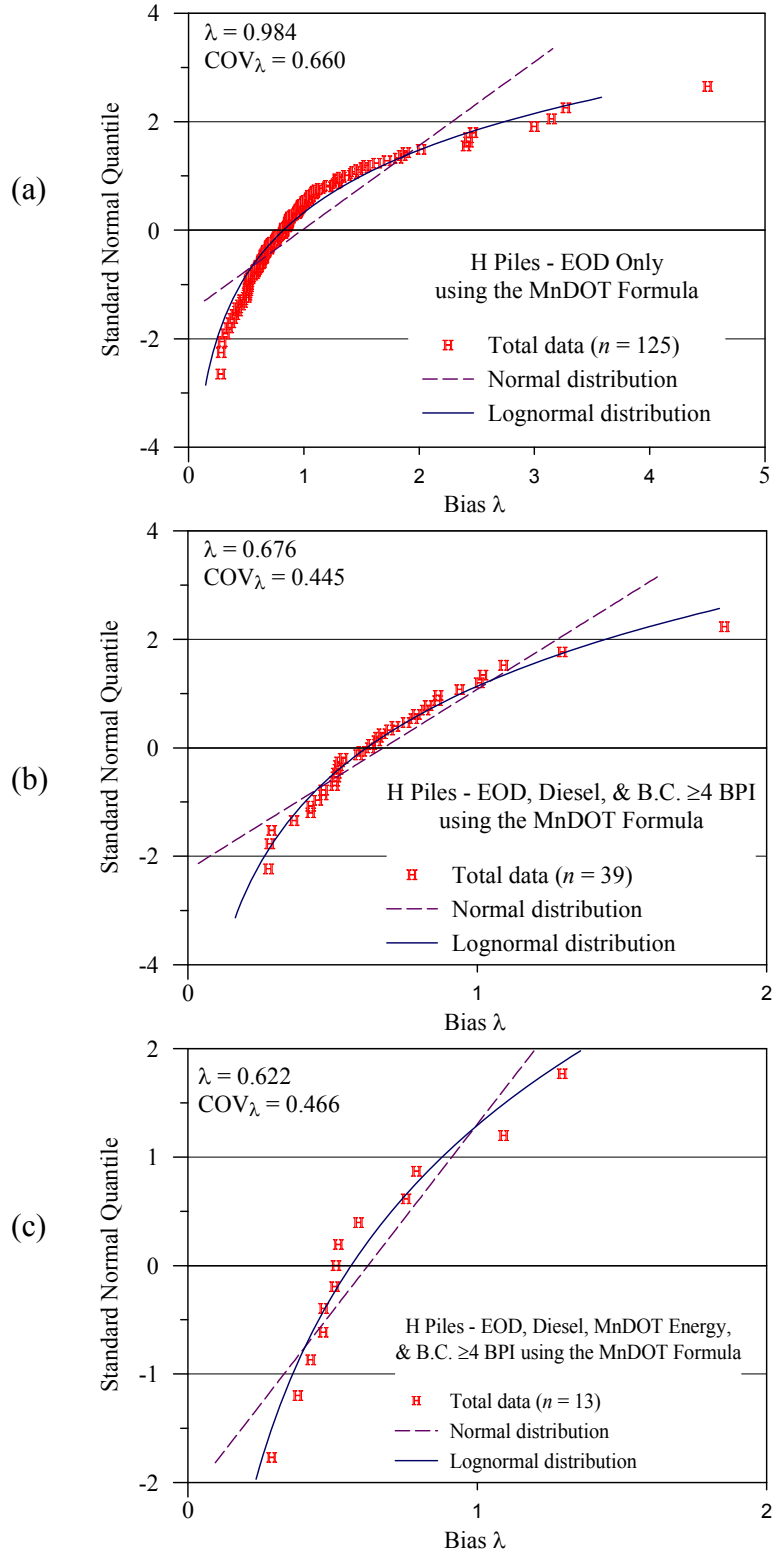 (a)
λ = 0.984
COVλ = 0.660
Standard Normal Quantile
4
2
0
-2
-4
H Piles - EOD Only
using the MnDOT Formula
Total data (n = 125)
Normal distribution
Lognormal distribution
0 1 2 3 4 5
Bias λ
(b)
λ = 0.676
COVλ = 0.445
Standard Normal Quantile
4
2
0
-2
-4
H Piles - EOD, Diesel, & B.C. ≥4 BPI
using the MnDOT Formula
Total data (n = 39)
Normal distribution
Lognormal distribution
0 1 2
Bias λ
(c)
λ = 0.622
COVλ = 0.466
Standard Normal Quantile
2
1
0
-1
-2
H Piles - EOD, Diesel, MnDOT Energy,
& B.C. ≥4 BPI using the MnDOT Formula
Total data (n = 13)
Normal distribution
Lognormal distribution
0 1 2
Bias λ